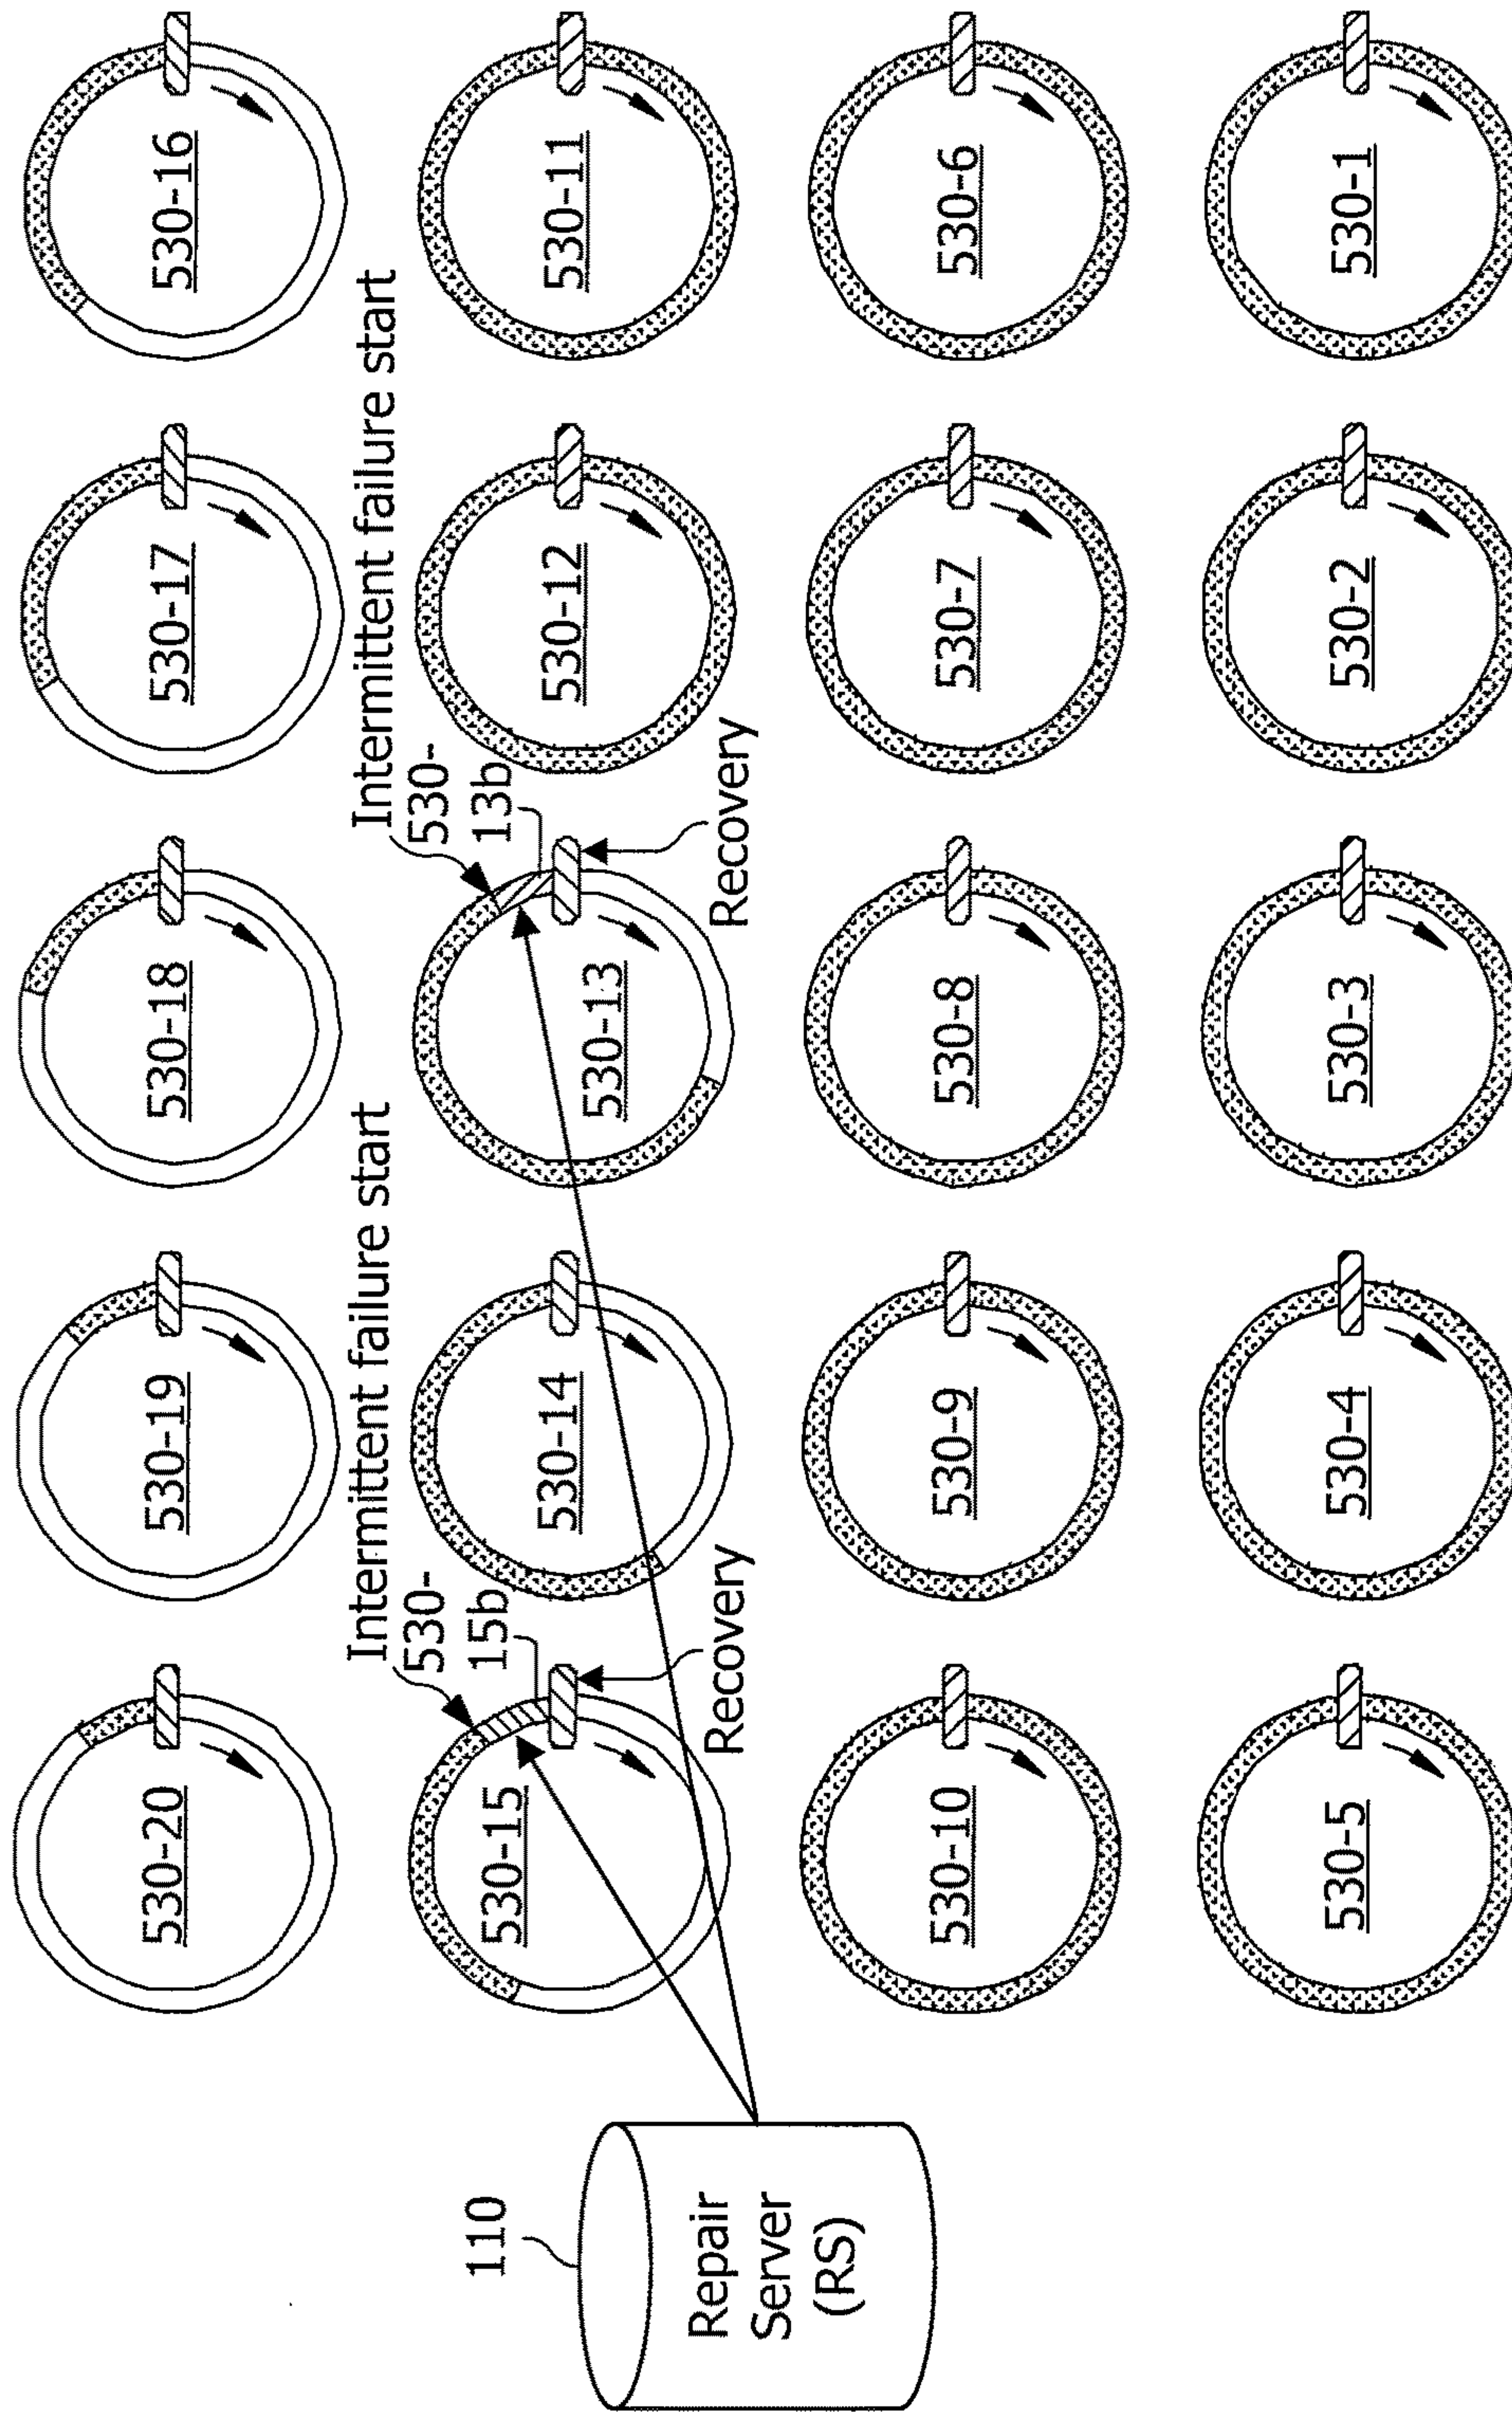 530-20
530-19
530-18
530-17
530-16
Intermittent failure start
Intermittent failure start
530-
15b
530-
13b
110
530-15
530-14
530-13
530-12
530-11
Recovery
Recovery
Repair
Server
(RS)
530-10
530-9
530-8
530-7
530-6
530-5
530-4
530-3
530-2
530-1